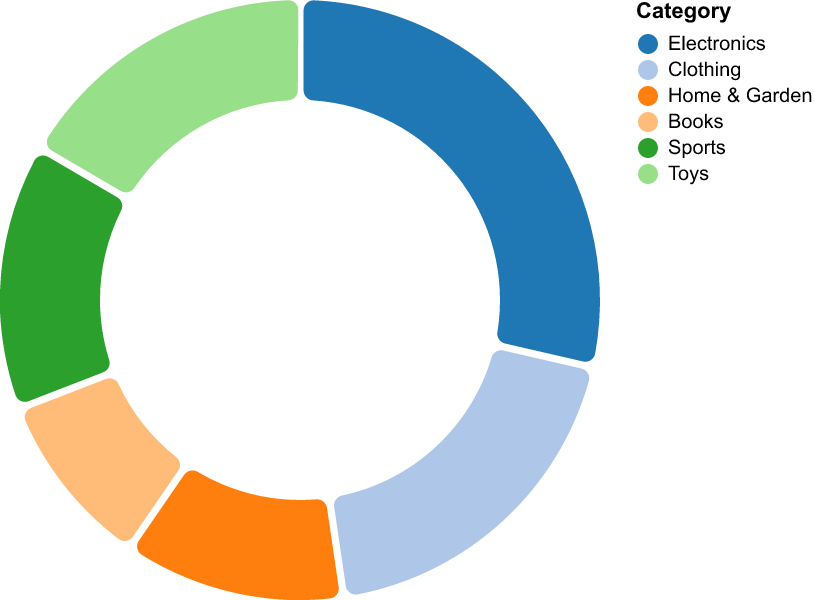 Category
Electronics
Clothing
Home & Garden
Books
Sports
Toys